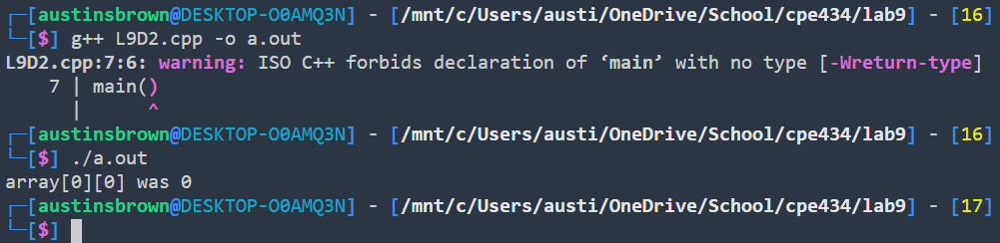 ┌─[austinsbrown@DESKTOP-O0AMQ3N] - [/mnt/c/Users/austi/OneDrive/School/cpe434/lab9] - [16]
└─[$] g++ L9D2.cpp -o a.out
L9D2.cpp:7:6: warning: ISO C++ forbids declaration of ‘main’ with no type [-Wreturn-type]
    7 | main()
      |      ^
┌─[austinsbrown@DESKTOP-O0AMQ3N] - [/mnt/c/Users/austi/OneDrive/School/cpe434/lab9] - [16]
└─[$] ./a.out
array[0][0] was 0
┌─[austinsbrown@DESKTOP-O0AMQ3N] - [/mnt/c/Users/austi/OneDrive/School/cpe434/lab9] - [17]
└─[$]